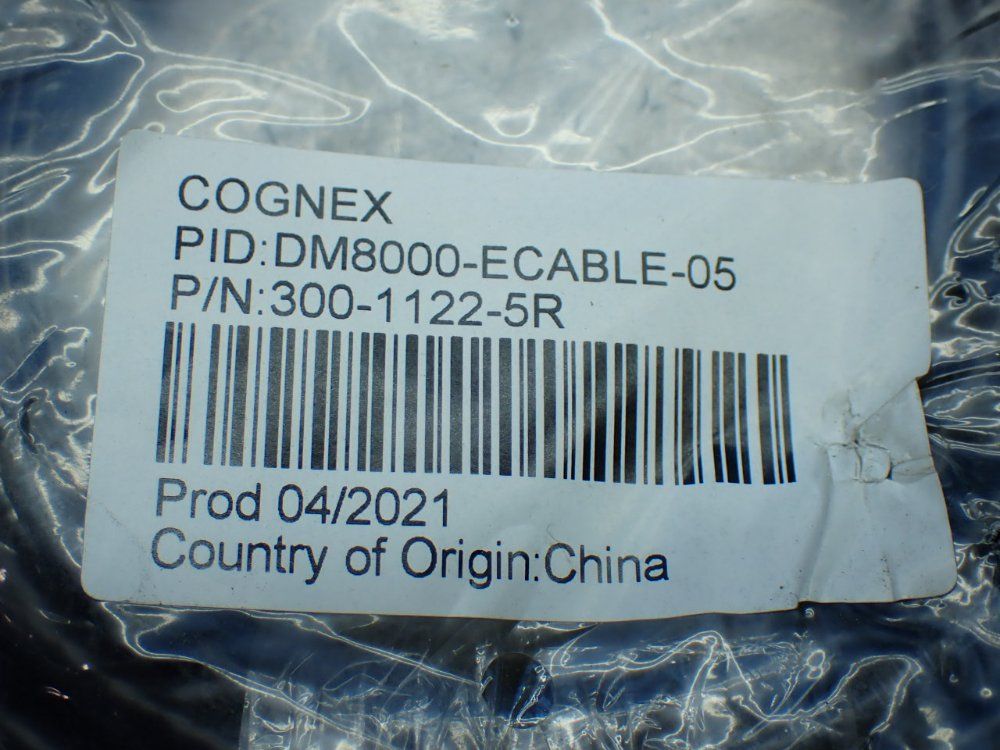 COGNEX
PID:DM8000-ECABLE-05
P/N:300-1122-5R
Prod 04/2021
Country of Origin:China